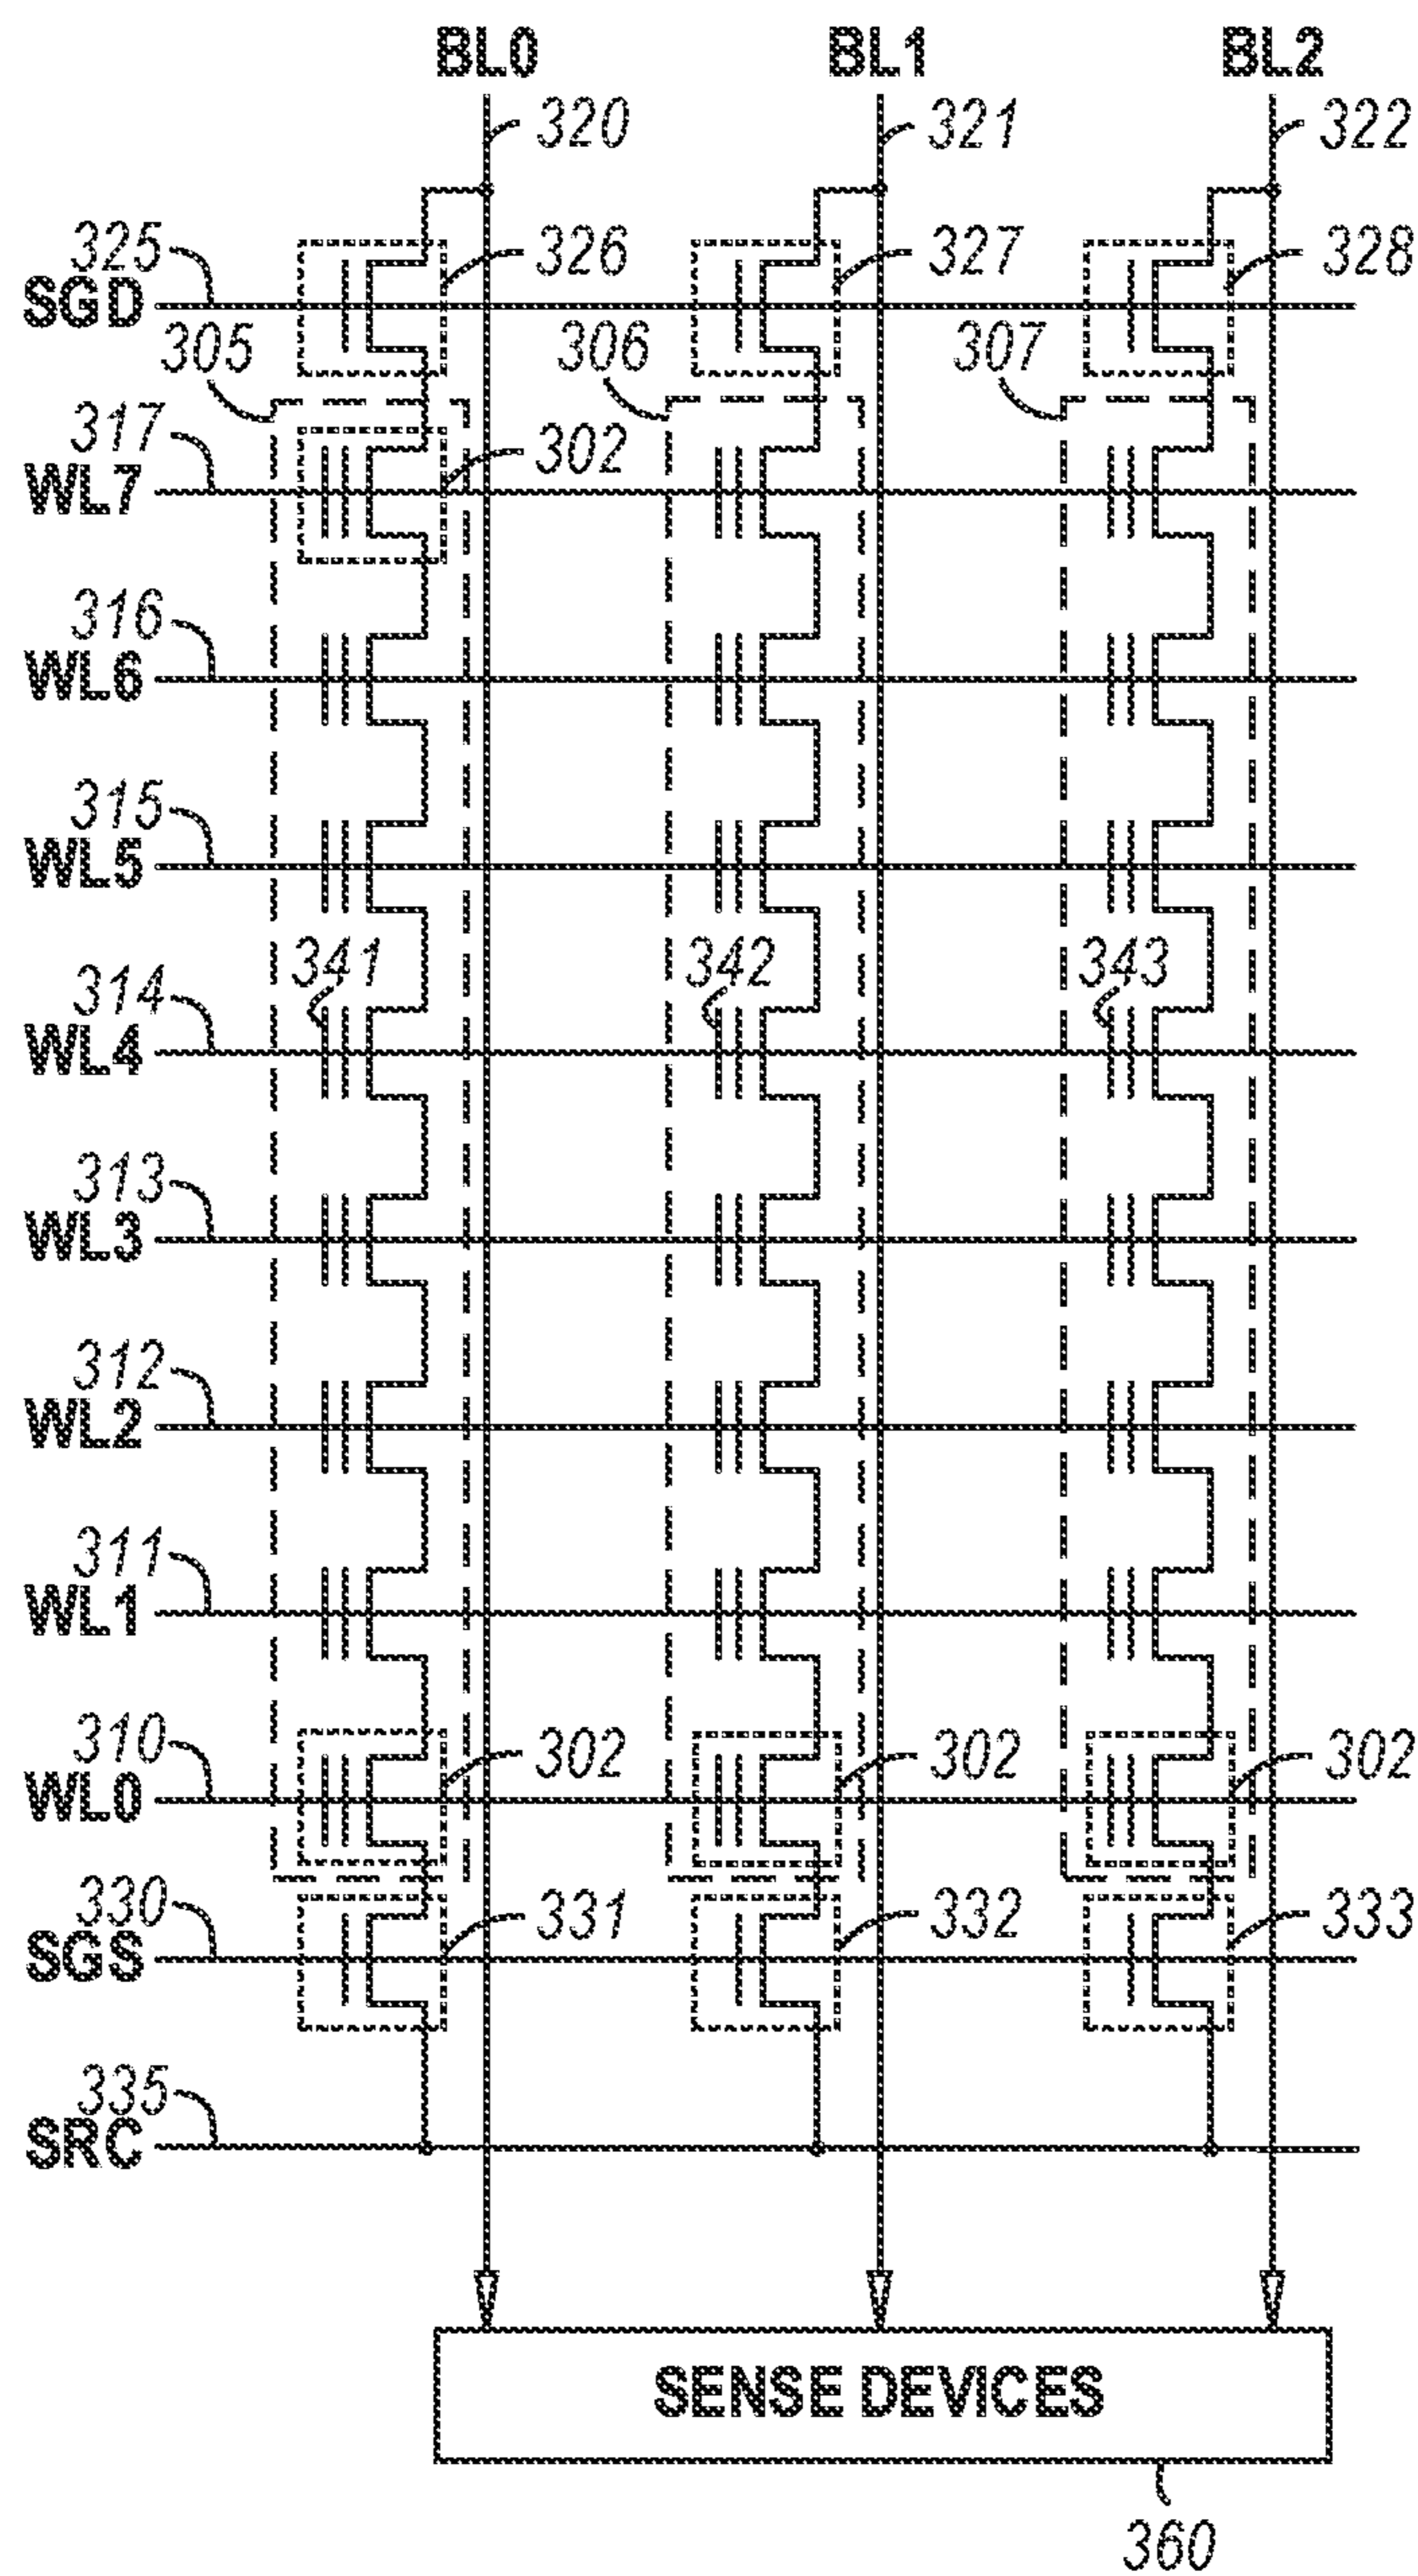 BL0 BL1 BL2
320 321 322
325 326 327 328
SGD
305 306 307
317 302
WL7
316
WL6
315
WL5
341 342 343
314
WL4
313
WL3
312
WL2
311
WL1
310 302 302 302
WL0
330 331 332 333
SGS
335
SRC
SENSE DEVICES
360